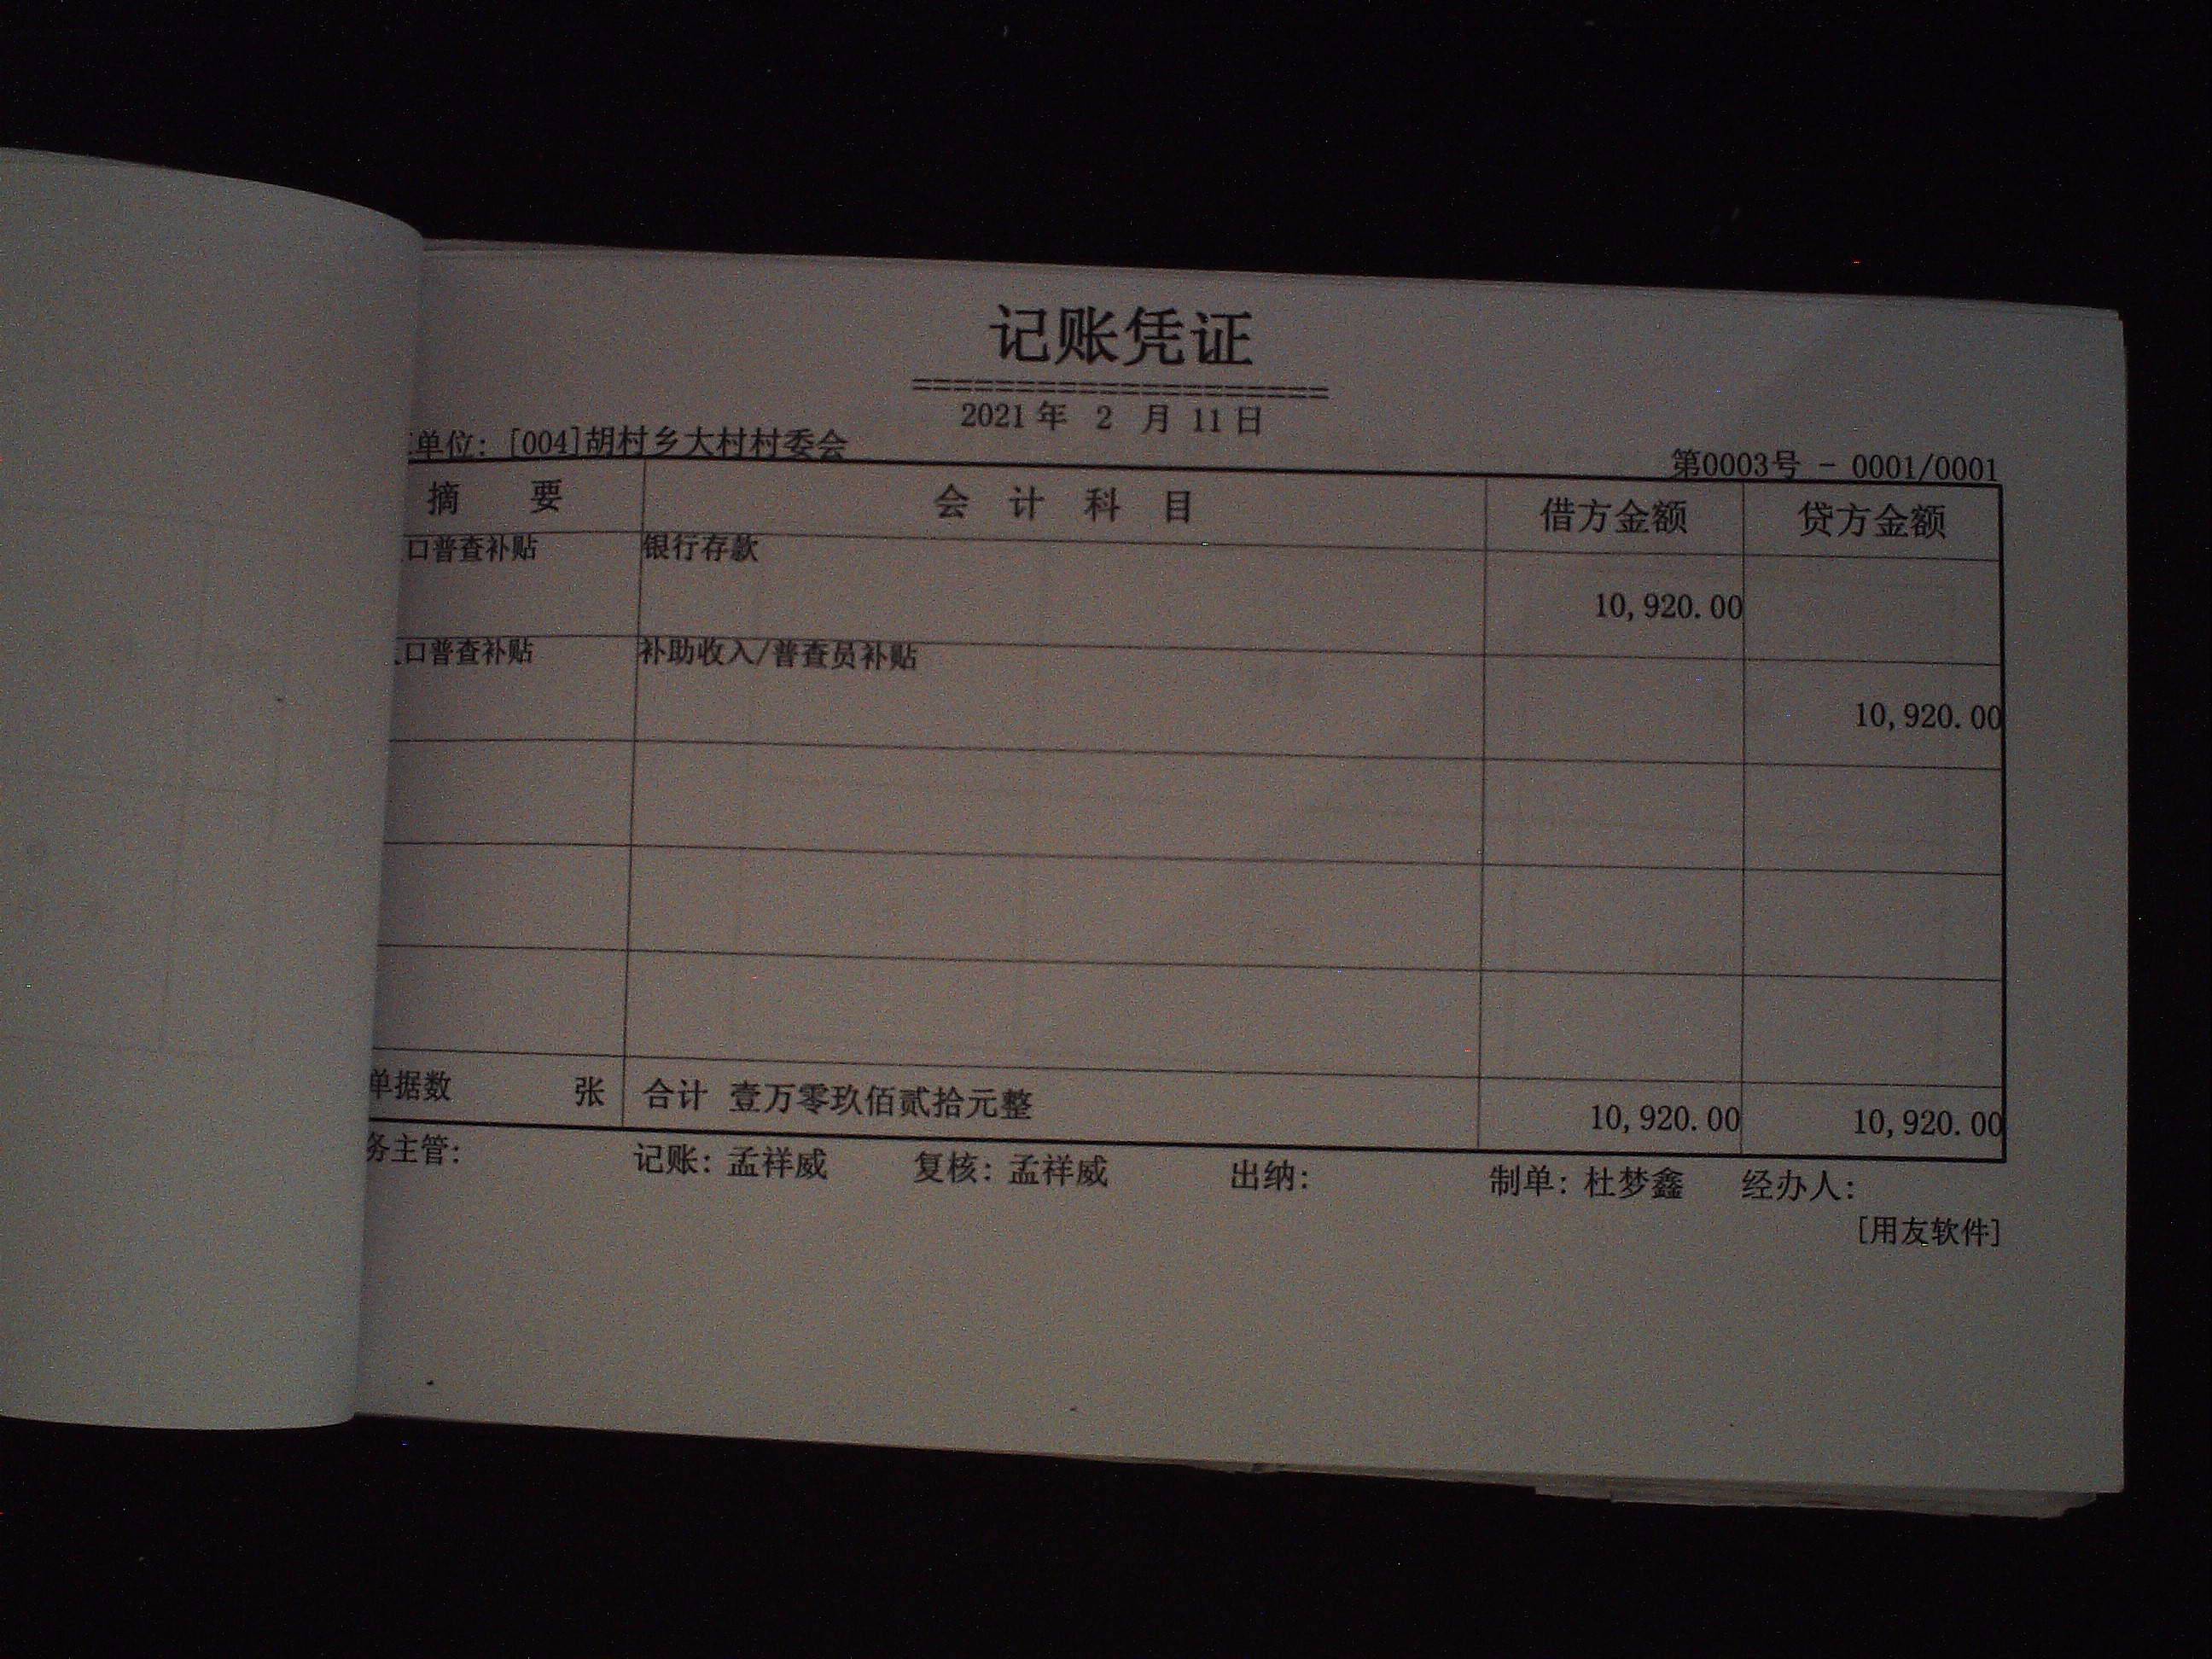 记账凭证
====================
2021年 2 月 11日
单位: [004]胡村乡大村村委会
第0003号 - 0001/0001
摘 要 会 计 科 目 借方金额 贷方金额
口普查补贴 银行存款
10,920.00
口普查补贴 补助收入/普查员补贴
10,920.00
单据数 张 合计 壹万零玖佰贰拾元整 10,920.00 10,920.00
务主管: 记账: 孟祥威 复核: 孟祥威 出纳: 制单: 杜梦鑫 经办人:
[用友软件]